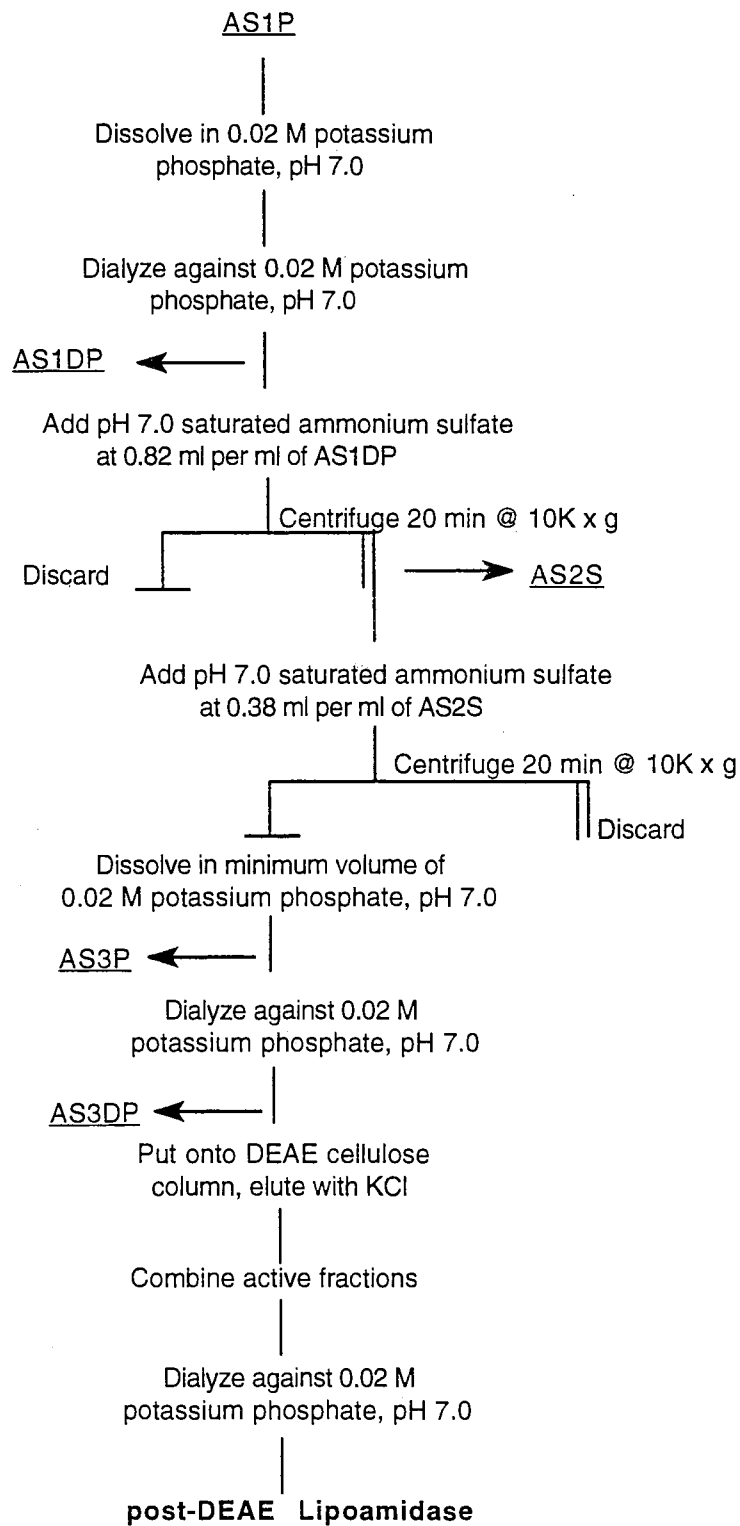 AS1P
Dissolve in 0.02 M potassium
phosphate, pH 7.0
Dialyze against 0.02 M potassium
phosphate, pH 7.0
AS1DP
Add pH 7.0 saturated ammonium sulfate
at 0.82 ml per ml of AS1DP
Centrifuge 20 min @ 10K x g
Discard
AS2S
Add pH 7.0 saturated ammonium sulfate
at 0.38 ml per ml of AS2S
Centrifuge 20 min @ 10K x g
Discard
Dissolve in minimum volume of
0.02 M potassium phosphate, pH 7.0
AS3P
Dialyze against 0.02 M
potassium phosphate, pH 7.0
AS3DP
Put onto DEAE cellulose
column, elute with KCl
Combine active fractions
Dialyze against 0.02 M
potassium phosphate, pH 7.0
post-DEAE Lipoamidase